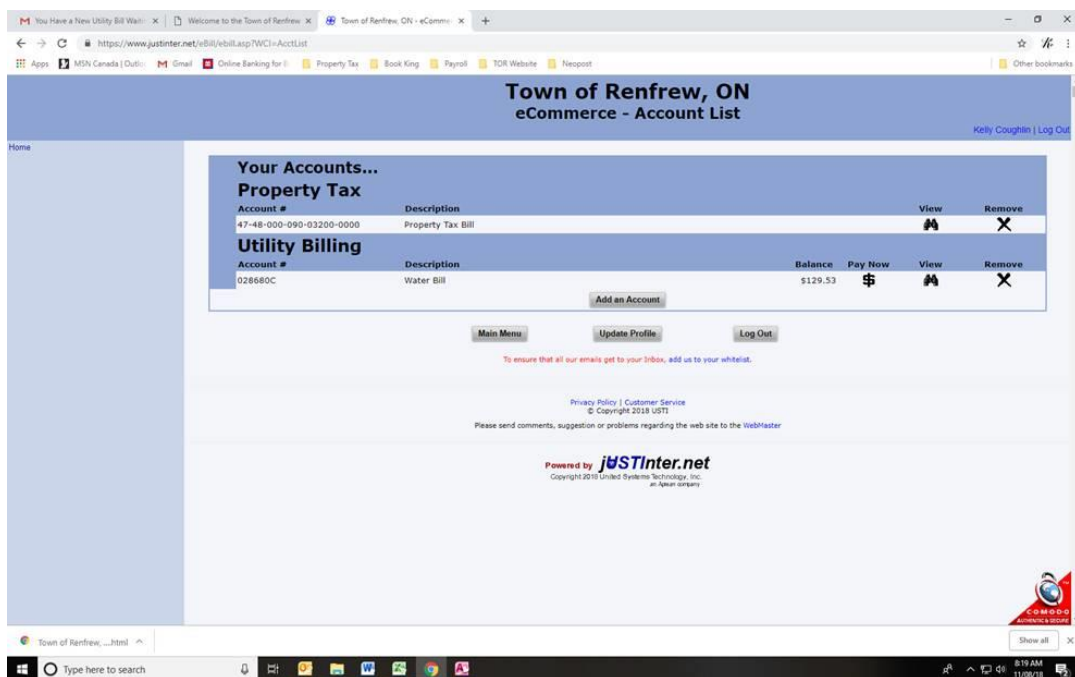 You Have a New Utility Bill Wait
Welcome to the Town of Renfrew
Town of Renfrew, ON - eComme
https://www.justinter.net/eBill/ebill.asp?WCI=AcctList
Apps MSN Canada | Outlo Gmail Online Banking for B Property Tax Book King Payroll TOR Website Neopost Other bookmarks
Town of Renfrew, ON
eCommerce - Account List
Kelly Coughlin | Log Out
Home
Your Accounts...
Property Tax
Account # Description View Remove
47-48-000-090-03200-0000 Property Tax Bill
Utility Billing
Account # Description Balance Pay Now View Remove
028680C Water Bill $129.53
Add an Account
Main Menu Update Profile Log Out
To ensure that all our emails get to your Inbox, add us to your whitelist.
Privacy Policy | Customer Service
© Copyright 2018 USTI
Please send comments, suggestion or problems regarding the web site to the WebMaster
Powered by jUSTInter.net
Copyright 2010 United Systems Technology, Inc.
an Apean company
COMODO
AUTHENTIC & SECURE
Town of Renfrew, ....html Show all
Type here to search
8:19 AM
11/08/18